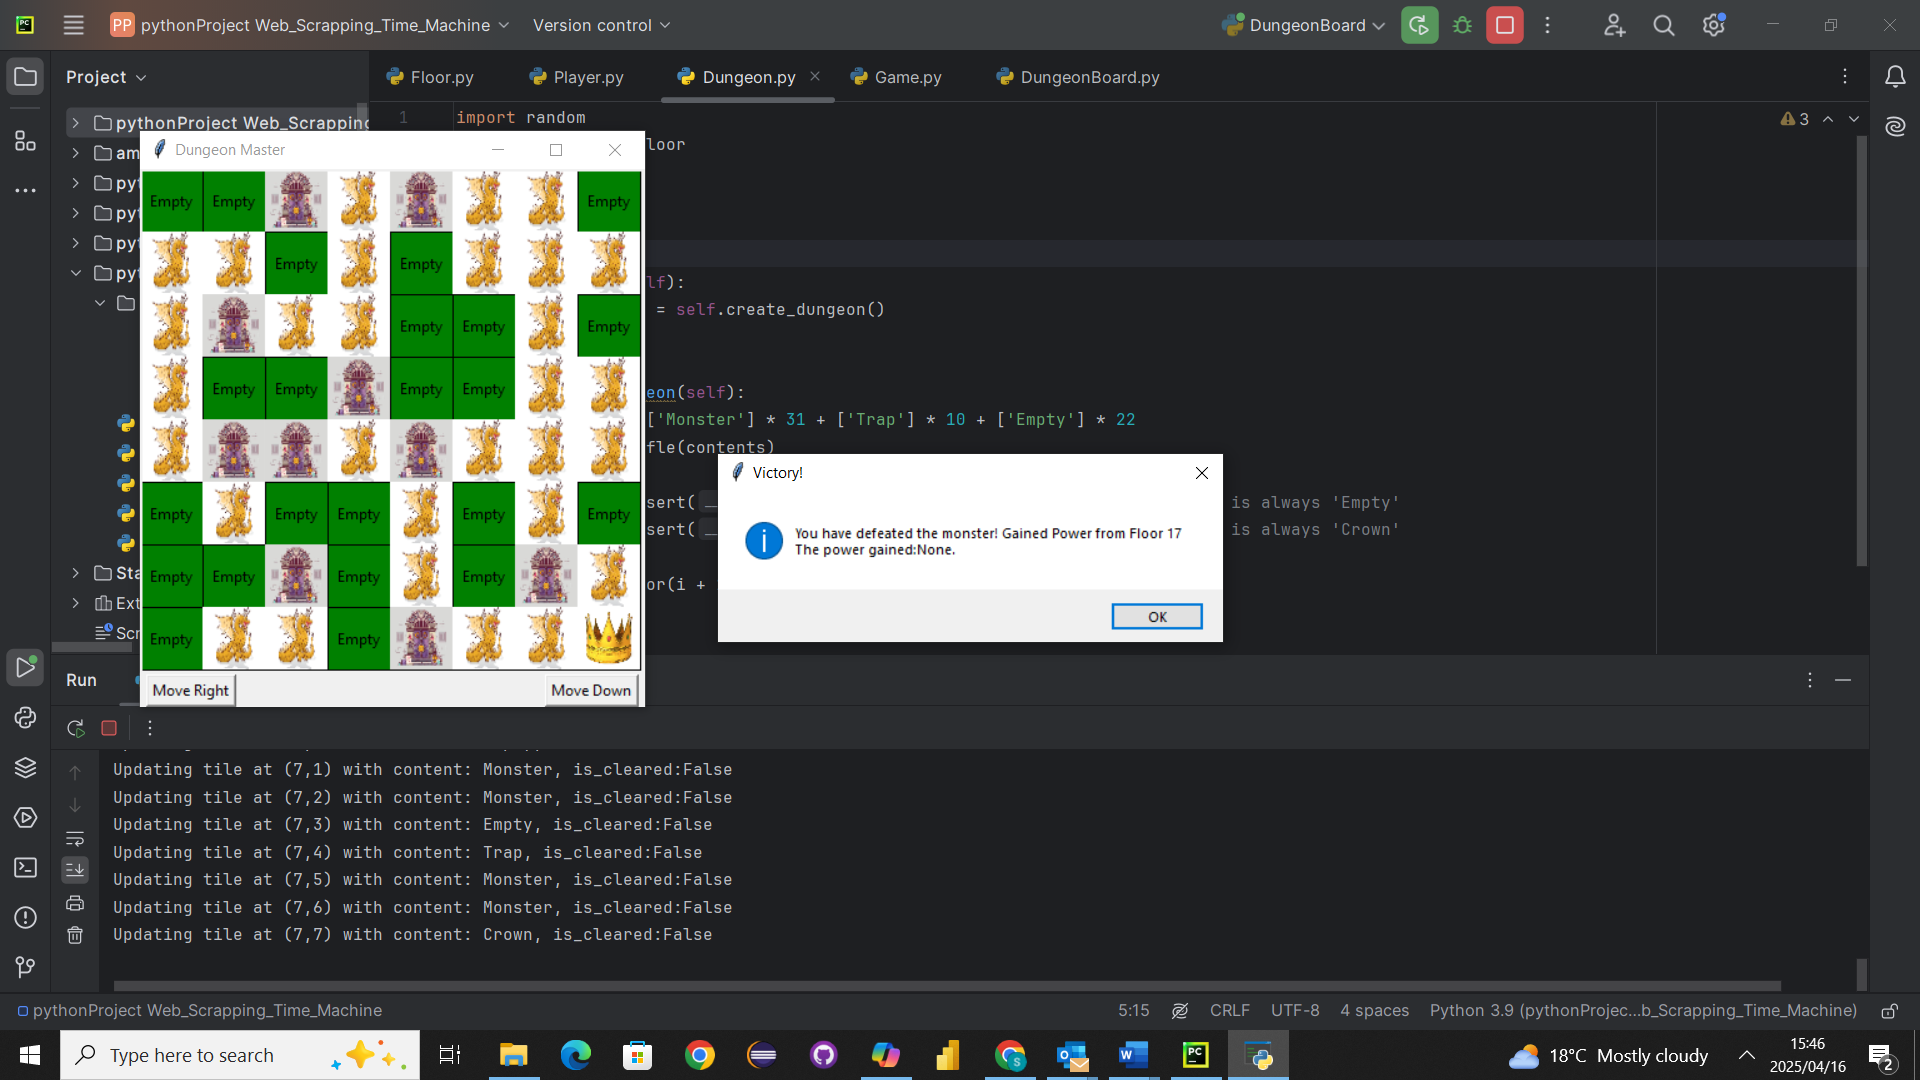 PP pythonProject Web_Scrapping_Time_Machine Version control DungeonBoard
Project Floor.py Player.py Dungeon.py Game.py DungeonBoard.py
pythonProject Web_Scrapping
1 import random
3
am
py
py
py
py
Dungeon Master
loor
lf):
= self.create_dungeon()
eon(self):
['Monster'] * 31 + ['Trap'] * 10 + ['Empty'] * 22
fle(contents)
sert( is always 'Empty'
sert( is always 'Crown'
or(i +
Empty Empty Empty
Empty Empty
Empty Empty Empty
Empty Empty Empty Empty
Empty Empty Empty Empty Empty
Empty Empty Empty Empty
Empty Empty
Move Right Move Down
Victory!
You have defeated the monster! Gained Power from Floor 17
The power gained:None.
OK
Sta
Ext
Scr
Run
Updating tile at (7,1) with content: Monster, is_cleared:False
Updating tile at (7,2) with content: Monster, is_cleared:False
Updating tile at (7,3) with content: Empty, is_cleared:False
Updating tile at (7,4) with content: Trap, is_cleared:False
Updating tile at (7,5) with content: Monster, is_cleared:False
Updating tile at (7,6) with content: Monster, is_cleared:False
Updating tile at (7,7) with content: Crown, is_cleared:False
pythonProject Web_Scrapping_Time_Machine 5:15 CRLF UTF-8 4 spaces Python 3.9 (pythonProjec...b_Scrapping_Time_Machine)
Type here to search 18°C Mostly cloudy 15:46
2025/04/16 2